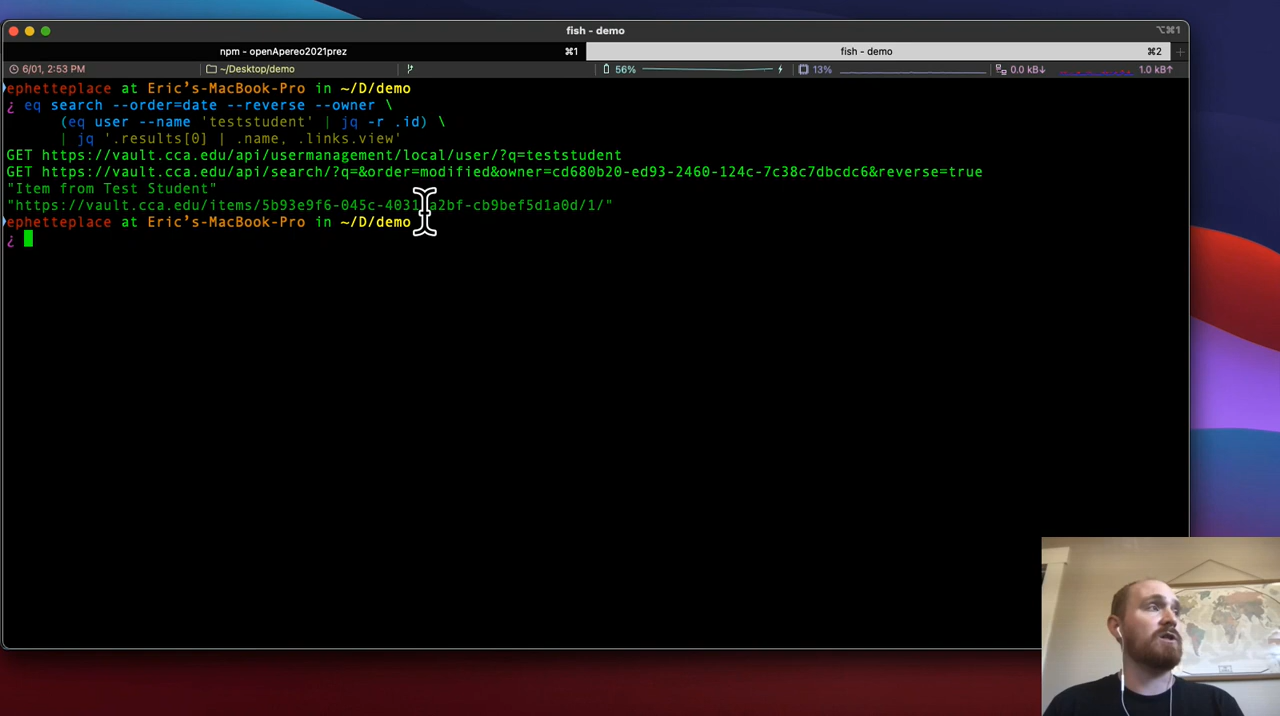 fish - demo
⌥⌘1
npm - openApereo2021prez ⌘1 fish - demo ⌘2 +
6/01, 2:53 PM ~/Desktop/demo 56% 13% 0.0 kB↓ 1.0 kB↑
ephetteplace at Eric’s-MacBook-Pro in ~/D/demo
¿ eq search --order=date --reverse --owner \
(eq user --name 'teststudent' | jq -r .id) \
| jq '.results[0] | .name, .links.view'
GET https://vault.cca.edu/api/usermanagement/local/user/?q=teststudent
GET https://vault.cca.edu/api/search/?q=&order=modified&owner=cd680b20-ed93-2460-124c-7c38c7dbcdc6&reverse=true
"Item from Test Student"
"https://vault.cca.edu/items/5b93e9f6-045c-4031-a2bf-cb9bef5d1a0d/1/"
ephetteplace at Eric’s-MacBook-Pro in ~/D/demo
¿